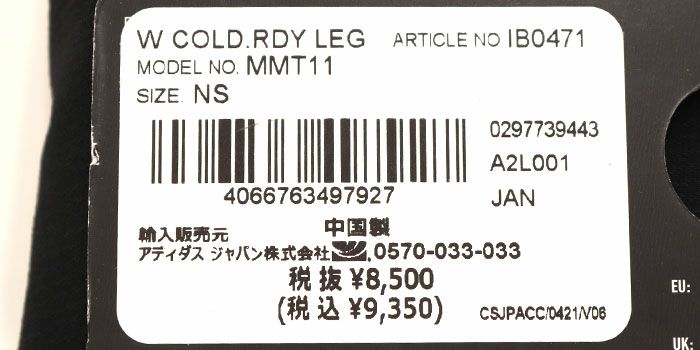 W COLD.RDY LEG ARTICLE NO IB0471
MODEL NO. MMT11
SIZE NS
0297739443
A2L001
4066763497927 JAN
輸入販売元 中国製
アディダス ジャパン株式会社 0570-033-033
税抜 ¥8,500
(税込 ¥9,350) CSJPACC/0421/V06
EU:
UK: